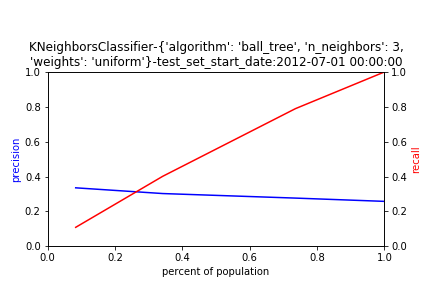 KNeighborsClassifier-{'algorithm': 'ball_tree', 'n_neighbors': 3,
'weights': 'uniform'}-test_set_start_date:2012-07-01 00:00:00
1.0
0.8
0.6
0.4
0.2
0.0
precision
1.0
0.8
0.6
0.4
0.2
0.0
recall
0.0 0.2 0.4 0.6 0.8 1.0
percent of population